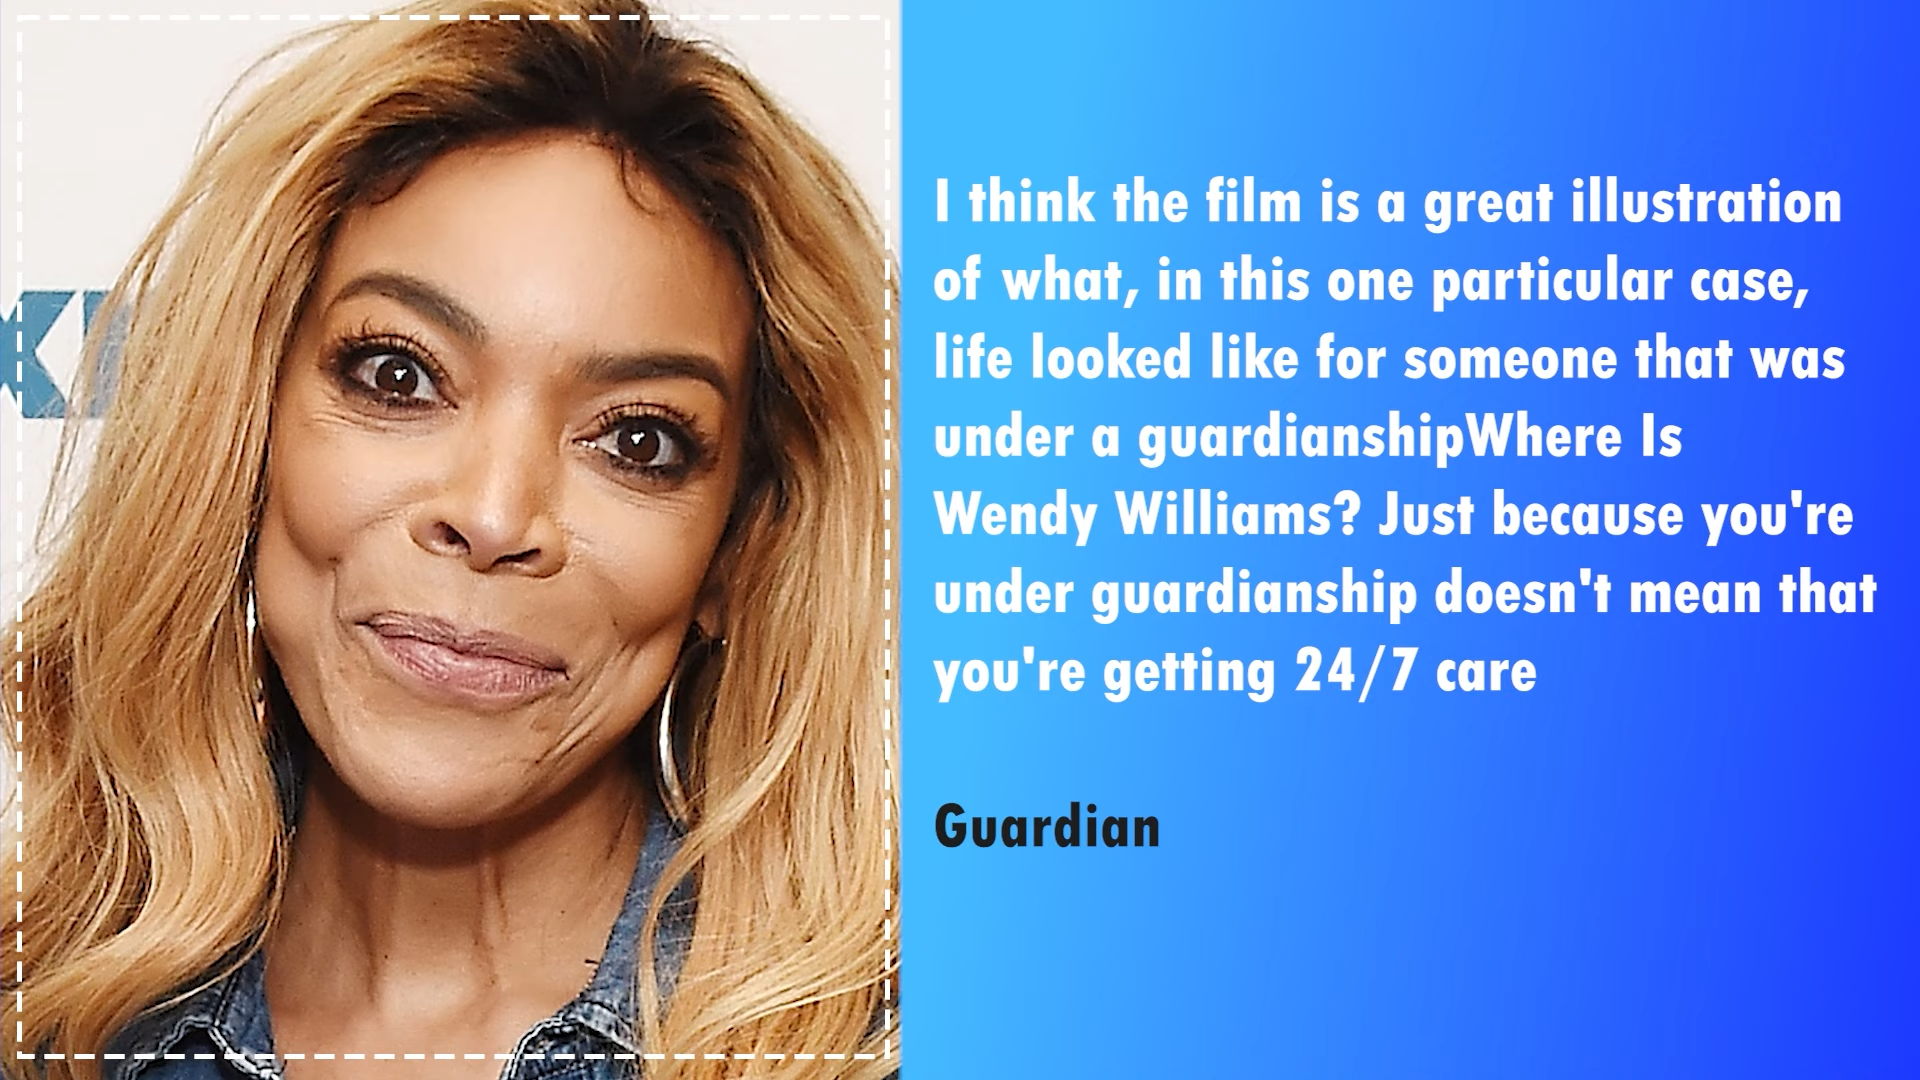 I think the film is a great illustration
of what, in this one particular case,
life looked like for someone that was
under a guardianshipWhere Is
Wendy Williams? Just because you're
under guardianship doesn't mean that
you're getting 24/7 care
Guardian